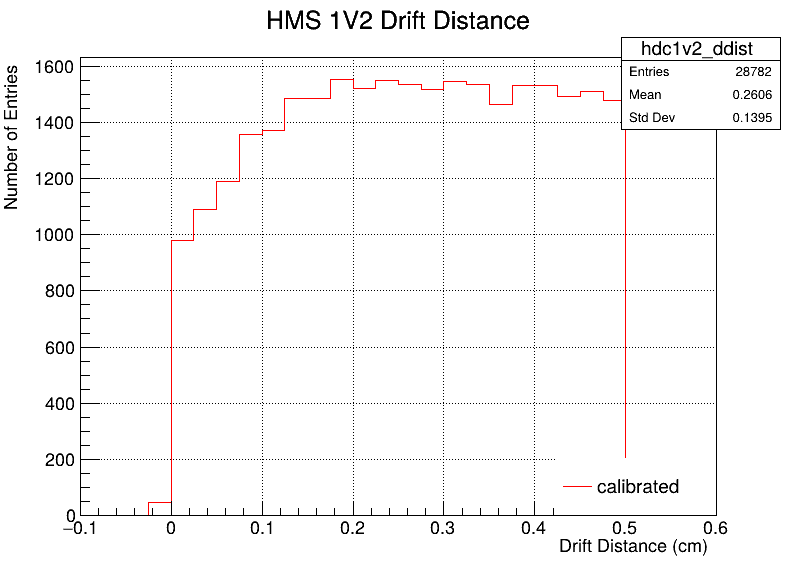 HMS 1V2 Drift Distance
hdc1v2_ddist
Entries 28782
Mean 0.2606
Std Dev 0.1395
Number of Entries
1600
1400
1200
1000
800
600
400
200
0
calibrated
−0.1 0 0.1 0.2 0.3 0.4 0.5 0.6
Drift Distance (cm)